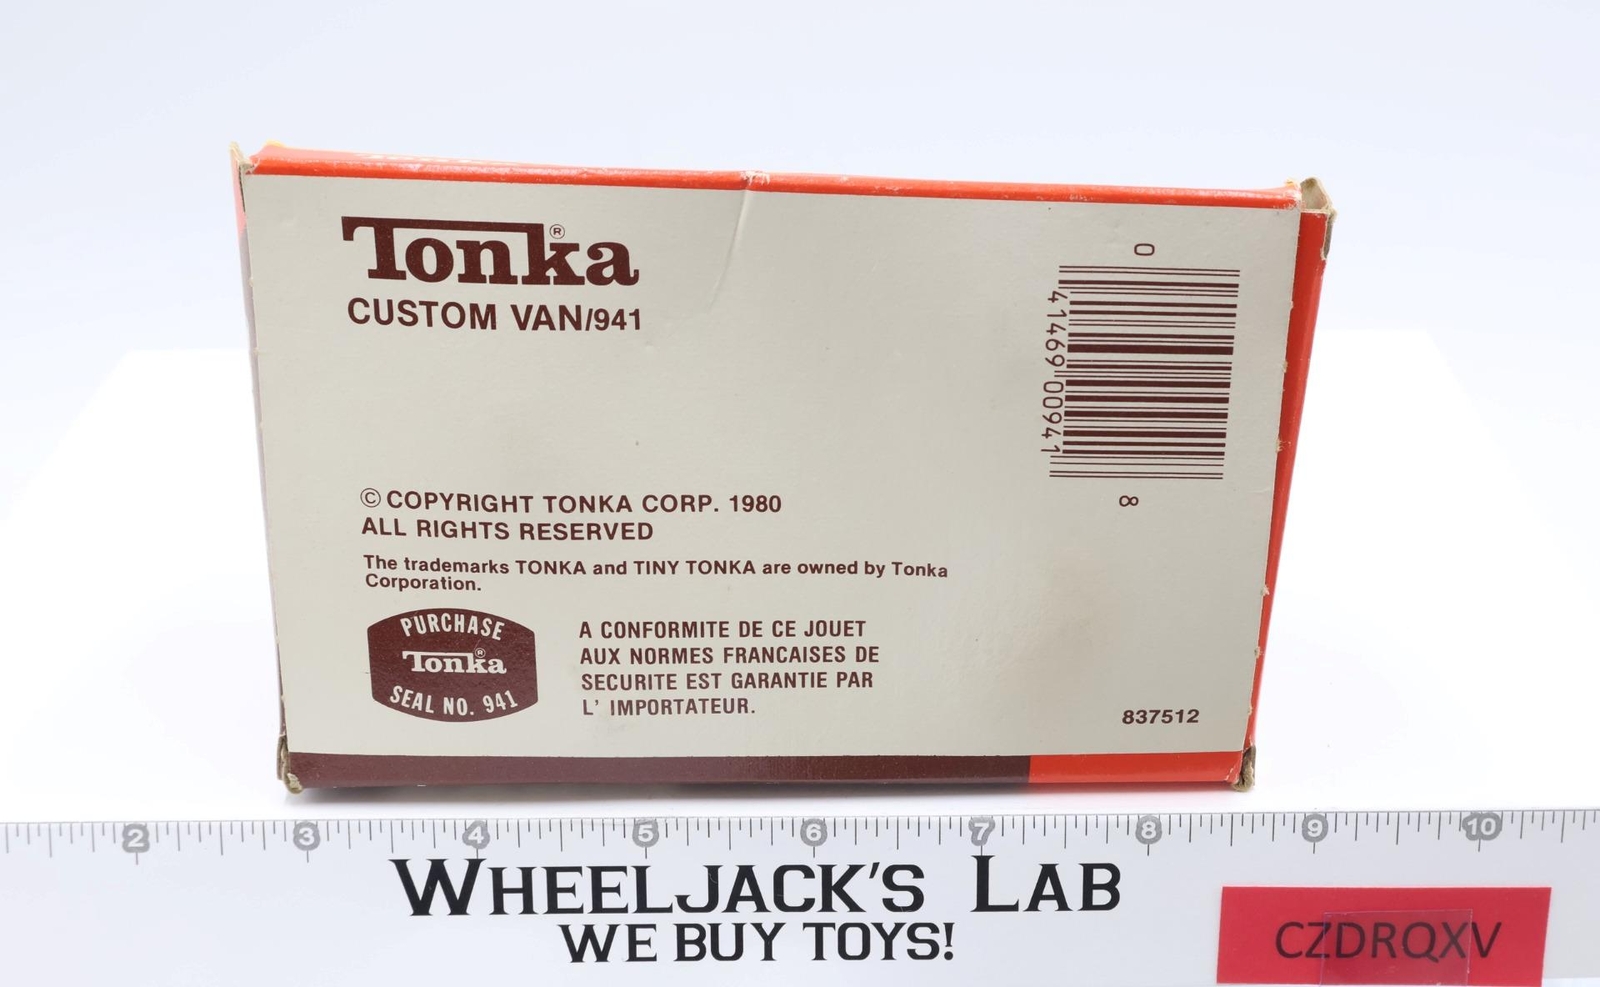 Tonka®
CUSTOM VAN/941
0
41469 00941
8
© COPYRIGHT TONKA CORP. 1980
ALL RIGHTS RESERVED
The trademarks TONKA and TINY TONKA are owned by Tonka
Corporation.
PURCHASE
Tonka®
SEAL NO. 941
A CONFORMITE DE CE JOUET
AUX NORMES FRANCAISES DE
SECURITE EST GARANTIE PAR
L' IMPORTATEUR.
837512
2 3 4 5 6 7 8 9 10
WHEELJACK'S LAB
WE BUY TOYS!
CZDRQXV